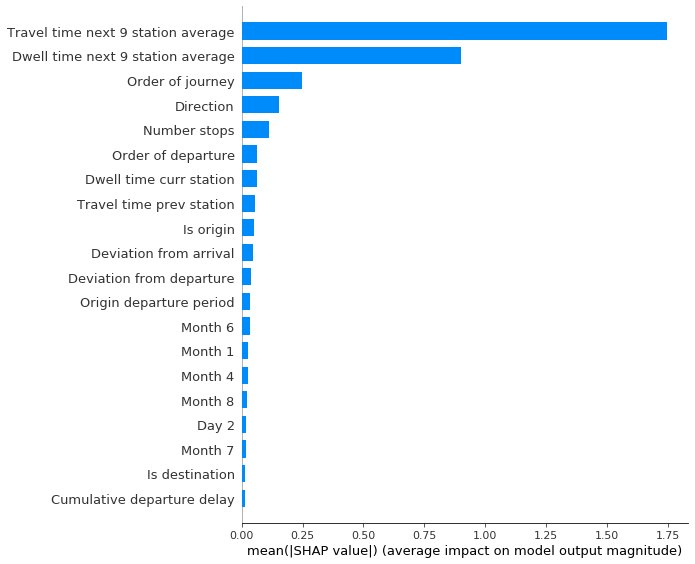 Travel time next 9 station average
Dwell time next 9 station average
Order of journey
Direction
Number stops
Order of departure
Dwell time curr station
Travel time prev station
Is origin
Deviation from arrival
Deviation from departure
Origin departure period
Month 6
Month 1
Month 4
Month 8
Day 2
Month 7
Is destination
Cumulative departure delay
0.00 0.25 0.50 0.75 1.00 1.25 1.50 1.75
mean(|SHAP value|) (average impact on model output magnitude)